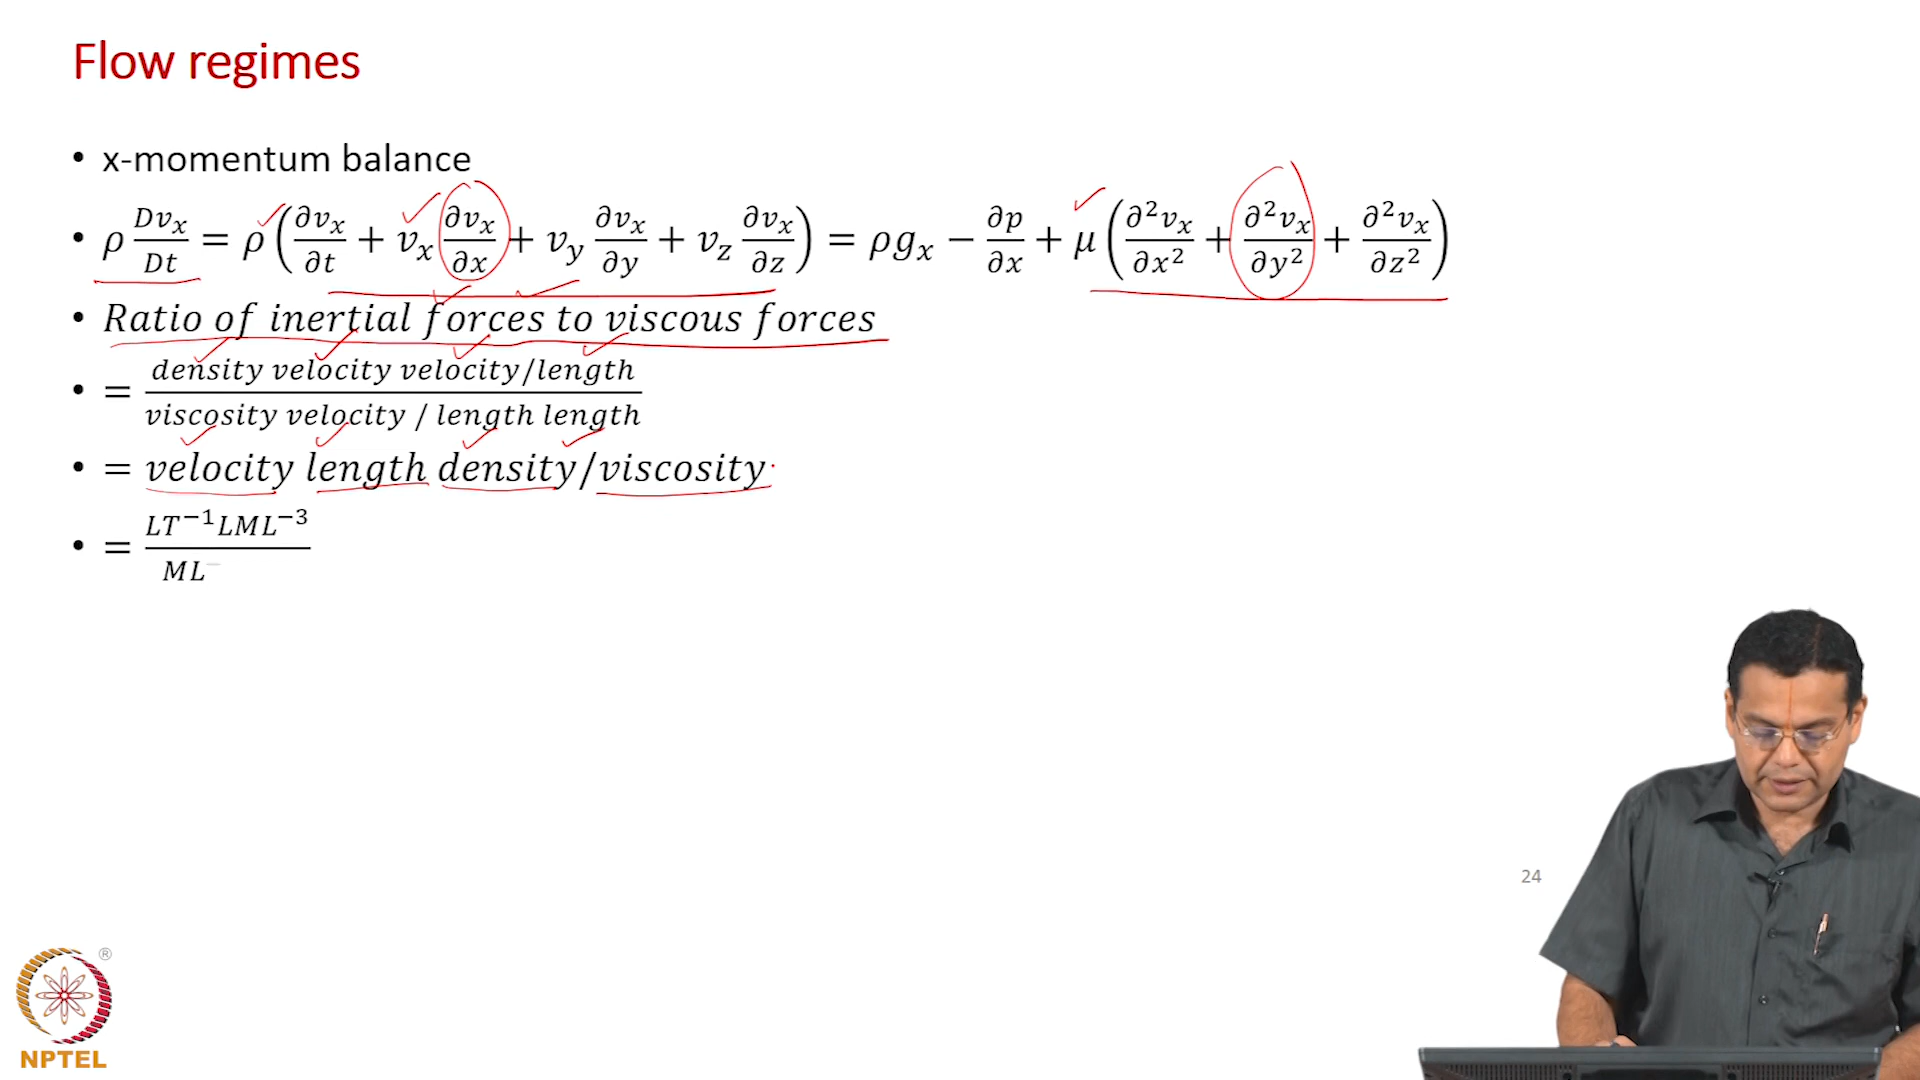 Flow regimes
• x-momentum balance
• ρ Dvₓ/Dt = ρ(∂vₓ/∂t + vₓ ∂vₓ/∂x + v_y ∂vₓ/∂y + v_z ∂vₓ/∂z) = ρgₓ − ∂p/∂x + μ(∂²vₓ/∂x² + ∂²vₓ/∂y² + ∂²vₓ/∂z²)
• Ratio of inertial forces to viscous forces
• = density velocity velocity/length
viscosity velocity / length length
• = velocity length density/viscosity
• = LT⁻¹LML⁻³
ML⁻
24
®
NPTEL